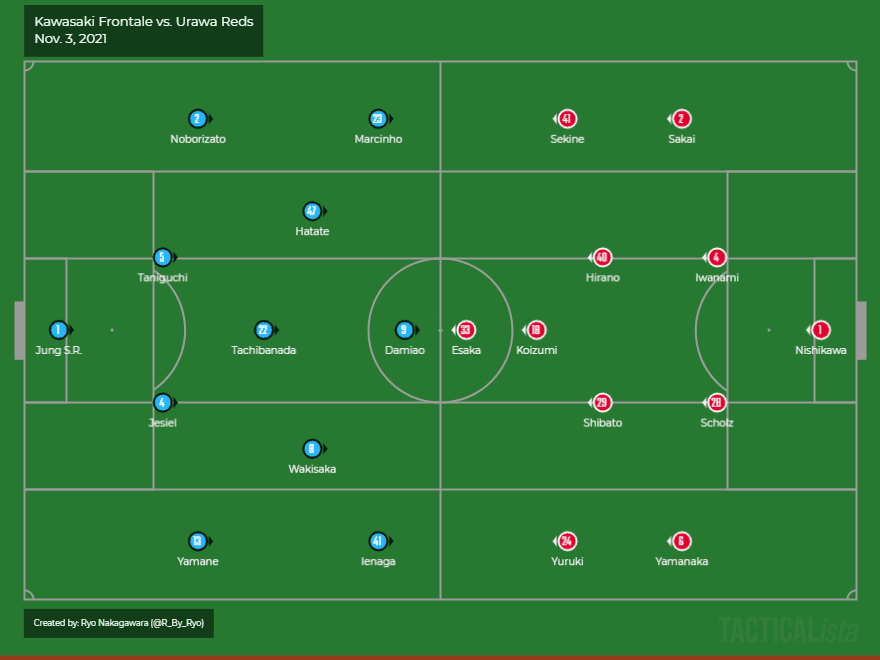 Kawasaki Frontale vs. Urawa Reds
Nov. 3, 2021
2
Noborizato
23
Marcinho
41
Sekine
2
Sakai
47
Hatate
5
Taniguchi
40
Hirano
4
Iwanami
1
Jung S.R.
22
Tachibanada
9
Damiao
33
Esaka
18
Koizumi
1
Nishikawa
4
Jesiel
29
Shibato
28
Scholz
8
Wakisaka
13
Yamane
41
Ienaga
24
Yuruki
6
Yamanaka
Created by: Ryo Nakagawara (@R_By_Ryo)
TACTICALista